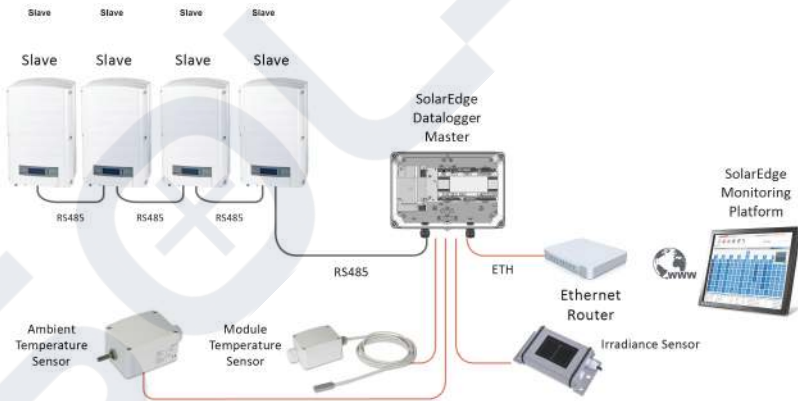 Slave Slave Slave Slave
Slave Slave Slave Slave
SolarEdge
Datalogger
Master
SolarEdge
Monitoring
Platform
RS485 RS485 RS485
RS485
ETH
www
Ethernet
Router
Ambient
Temperature
Sensor
Module
Temperature
Sensor
Irradiance Sensor